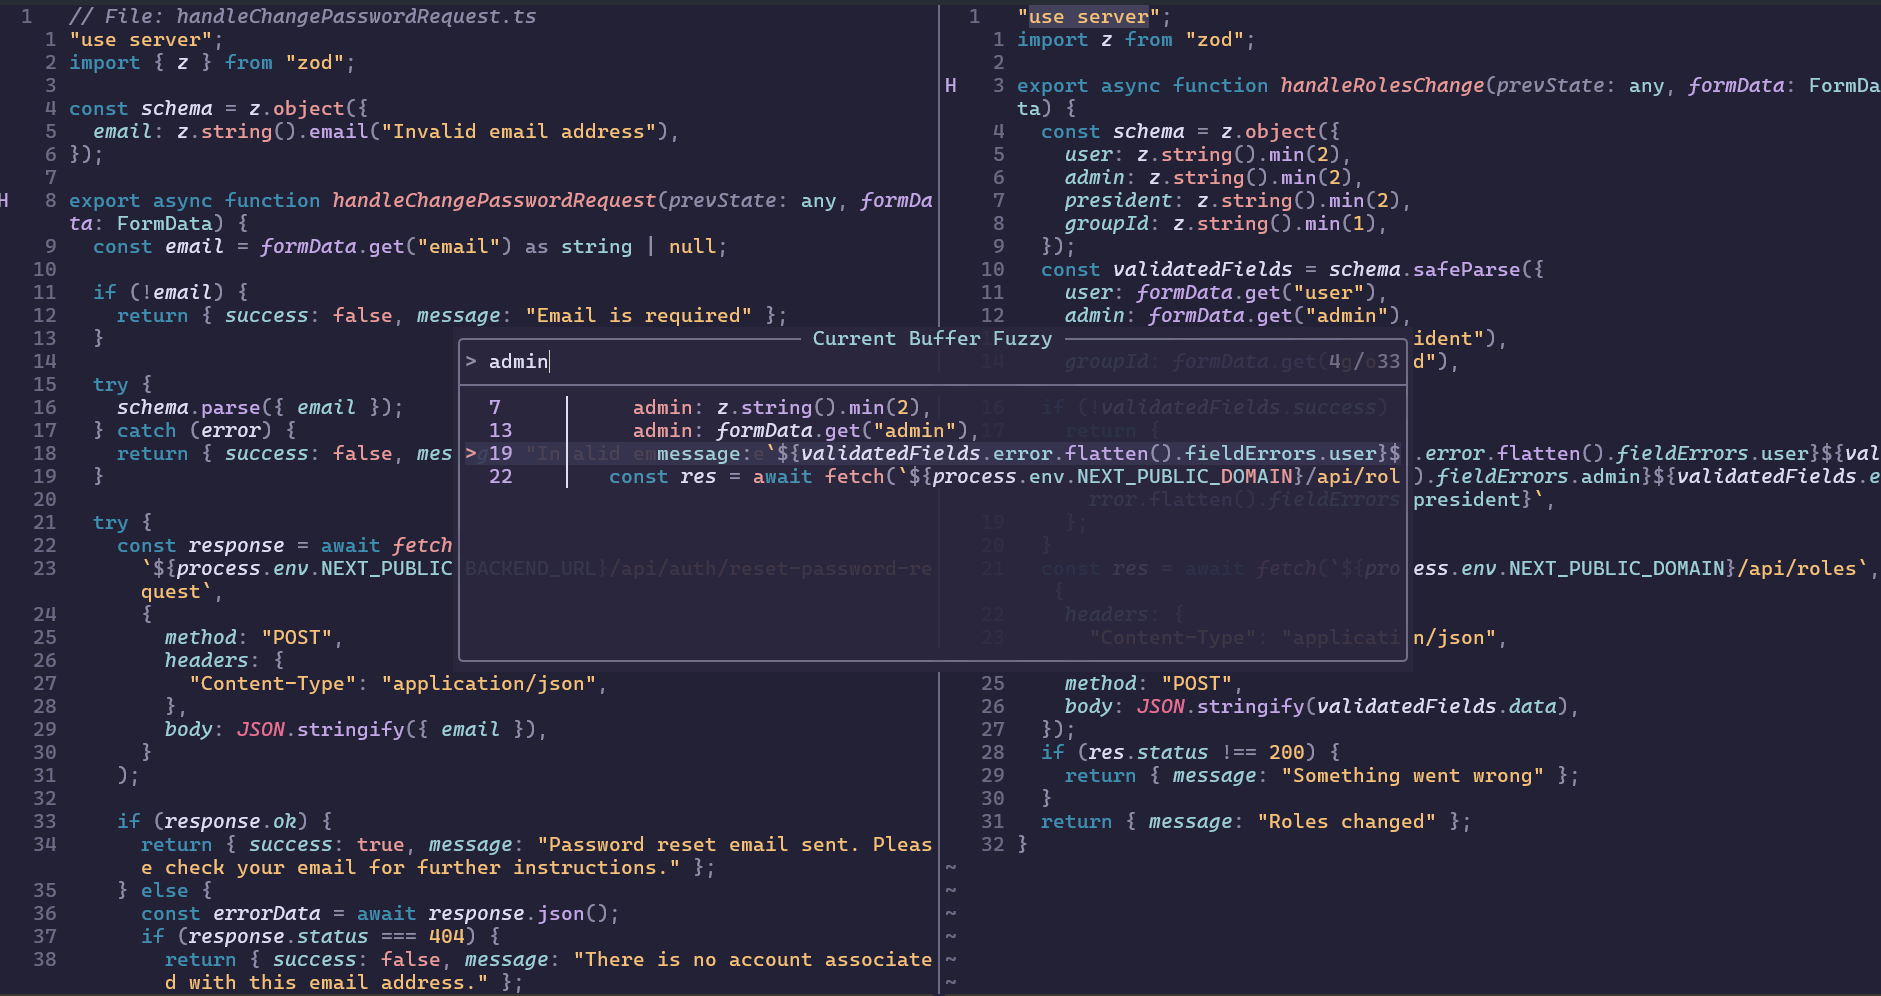 1   // File: handleChangePasswordRequest.ts
1 "use server";
2 import { z } from "zod";
3
4 const schema = z.object({
5   email: z.string().email("Invalid email address"),
6 });
7
H   8 export async function handleChangePasswordRequest(prevState: any, formDa
ta: FormData) {
9   const email = formData.get("email") as string | null;
10
11   if (!email) {
12     return { success: false, message: "Email is required" };
13   }
14
15   try {
16     schema.parse({ email });
17   } catch (error) {
18     return { success: false, mes
19   }
20
21   try {
22     const response = await fetch
23       `${process.env.NEXT_PUBLIC BACKEND_URL}/api/auth/reset-password-re
quest`,
24       {
25         method: "POST",
26         headers: {
27           "Content-Type": "application/json",
28         },
29         body: JSON.stringify({ email }),
30       }
31     );
32
33     if (response.ok) {
34       return { success: true, message: "Password reset email sent. Pleas
e check your email for further instructions." };
35     } else {
36       const errorData = await response.json();
37       if (response.status === 404) {
38         return { success: false, message: "There is no account associate
d with this email address." };
Current Buffer Fuzzy
> admin 4/33
7 admin: z.string().min(2),
13 admin: formData.get("admin"),
>19 message: `${validatedFields.error.flatten().fieldErrors.user}$
22 const res = await fetch(`${process.env.NEXT_PUBLIC_DOMAIN}/api/rol
1   "use server";
1 import z from "zod";
2
H   3 export async function handleRolesChange(prevState: any, formData: FormDa
ta) {
4   const schema = z.object({
5     user: z.string().min(2),
6     admin: z.string().min(2),
7     president: z.string().min(2),
8     groupId: z.string().min(1),
9   });
10   const validatedFields = schema.safeParse({
11     user: formData.get("user"),
12     admin: formData.get("admin"),
ident"),
14     groupId: formData.get( d"),
16   if (!validatedFields.success)
17     return {
.error.flatten().fieldErrors.user}${val
).fieldErrors.admin}${validatedFields.e
rror.flatten().fieldErrors president}`,
19     };
20   }
21   const res = await fetch(`${process.env.NEXT_PUBLIC_DOMAIN}/api/roles`,
{
22     headers: {
23       "Content-Type": "application/json",
25     method: "POST",
26     body: JSON.stringify(validatedFields.data),
27   });
28   if (res.status !== 200) {
29     return { message: "Something went wrong" };
30   }
31   return { message: "Roles changed" };
32 }
~
~
~
~
~
~